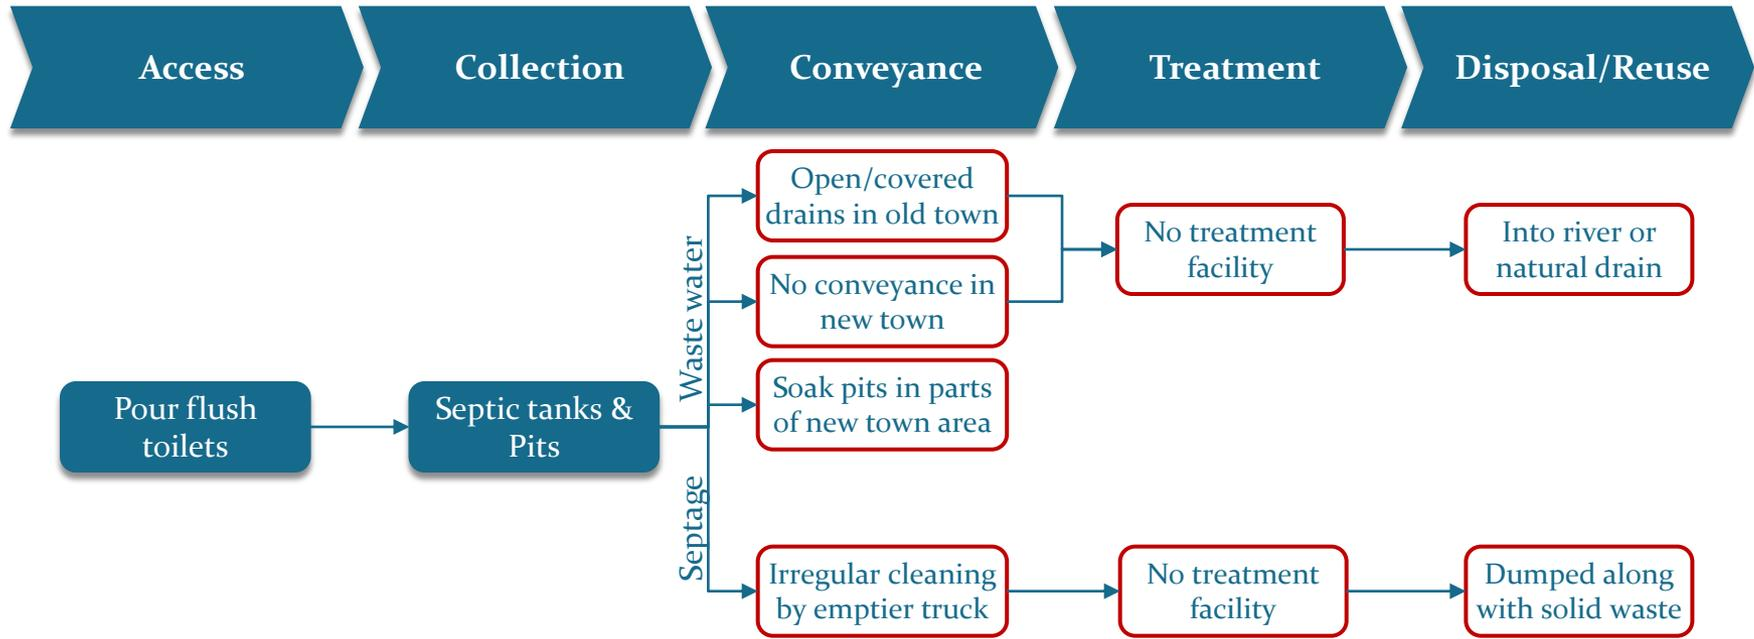 Access
Collection
Conveyance
Treatment
Disposal/Reuse
Pour flush
toilets
Septic tanks &
Pits
Waste water
Septage
Open/covered
drains in old town
No conveyance in
new town
Soak pits in parts
of new town area
Irregular cleaning
by emptier truck
No treatment
facility
No treatment
facility
Into river or
natural drain
Dumped along
with solid waste